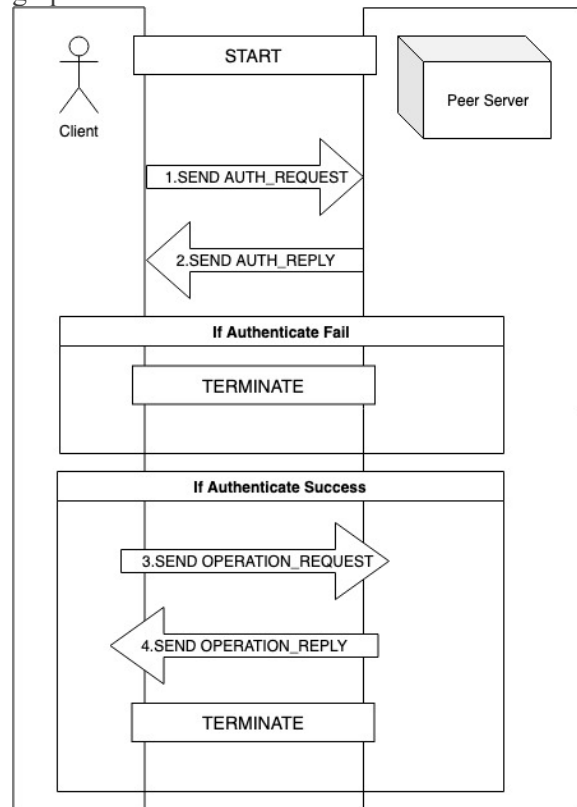 START
Client
Peer Server
1.SEND AUTH_REQUEST
2.SEND AUTH_REPLY
If Authenticate Fail
TERMINATE
If Authenticate Success
3.SEND OPERATION_REQUEST
4.SEND OPERATION_REPLY
TERMINATE